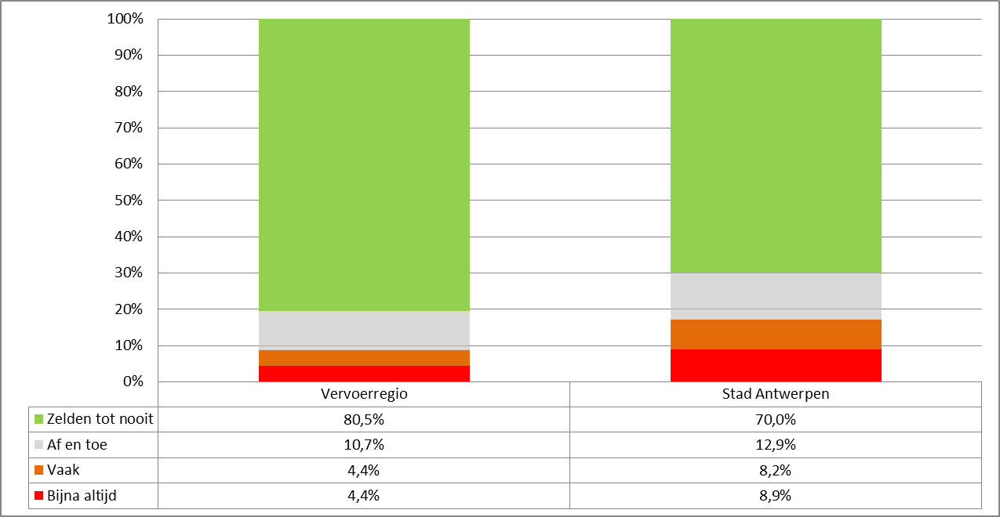 100%
90%
80%
70%
60%
50%
40%
30%
20%
10%
0%
Vervoerregio Stad Antwerpen
Zelden tot nooit 80,5% 70,0%
Af en toe 10,7% 12,9%
Vaak 4,4% 8,2%
Bijna altijd 4,4% 8,9%